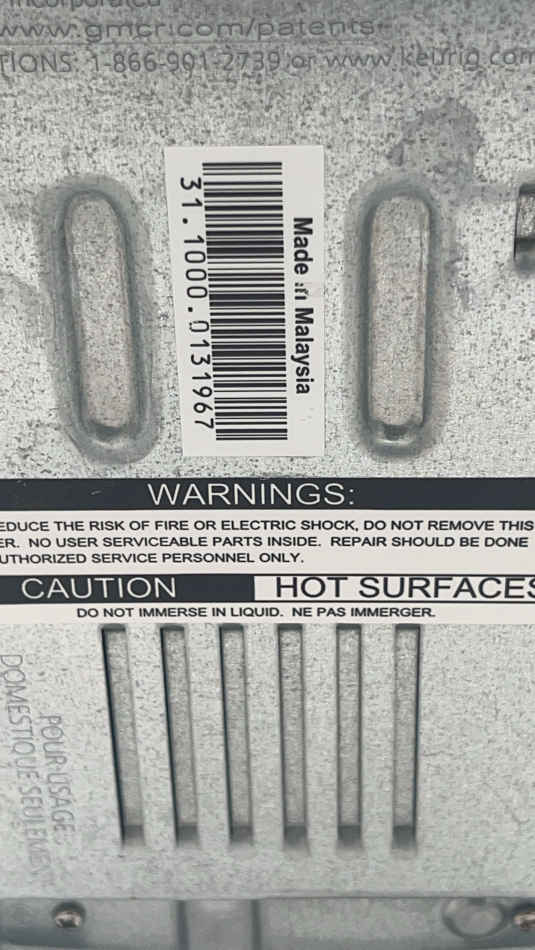 Incorporated
www.gmcr.com/patents
TIONS: 1-866-901-2739 or www.keurig.com
31.1000.0131967
Made in Malaysia
WARNINGS:
EDUCE THE RISK OF FIRE OR ELECTRIC SHOCK, DO NOT REMOVE THIS
ER. NO USER SERVICEABLE PARTS INSIDE. REPAIR SHOULD BE DONE
UTHORIZED SERVICE PERSONNEL ONLY.
CAUTION
HOT SURFACES
DO NOT IMMERSE IN LIQUID. NE PAS IMMERGER.
POUR USAGE
DOMESTIQUE SEULEMENT